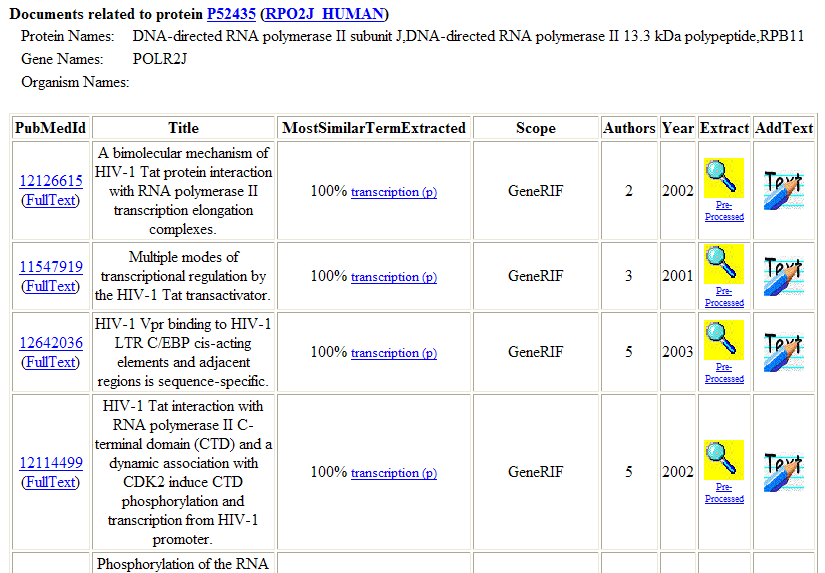 Documents related to protein P52435 (RPO2J_HUMAN)
Protein Names: DNA-directed RNA polymerase II subunit J,DNA-directed RNA polymerase II 13.3 kDa polypeptide,RPB11
Gene Names: POLR2J
Organism Names:
PubMedId Title MostSimilarTermExtracted Scope Authors Year Extract AddText
12126615
(FullText)
A bimolecular mechanism of
HIV-1 Tat protein interaction
with RNA polymerase II
transcription elongation
complexes.
100% transcription (p)
GeneRIF
2
2002
Pre-
Processed
Text
11547919
(FullText)
Multiple modes of
transcriptional regulation by
the HIV-1 Tat transactivator.
100% transcription (p)
GeneRIF
3
2001
Pre-
Processed
Text
12642036
(FullText)
HIV-1 Vpr binding to HIV-1
LTR C/EBP cis-acting
elements and adjacent
regions is sequence-specific.
100% transcription (p)
GeneRIF
5
2003
Pre-
Processed
Text
12114499
(FullText)
HIV-1 Tat interaction with
RNA polymerase II C-
terminal domain (CTD) and a
dynamic association with
CDK2 induce CTD
phosphorylation and
transcription from HIV-1
promoter.
100% transcription (p)
GeneRIF
5
2002
Pre-
Processed
Text
Phosphorylation of the RNA